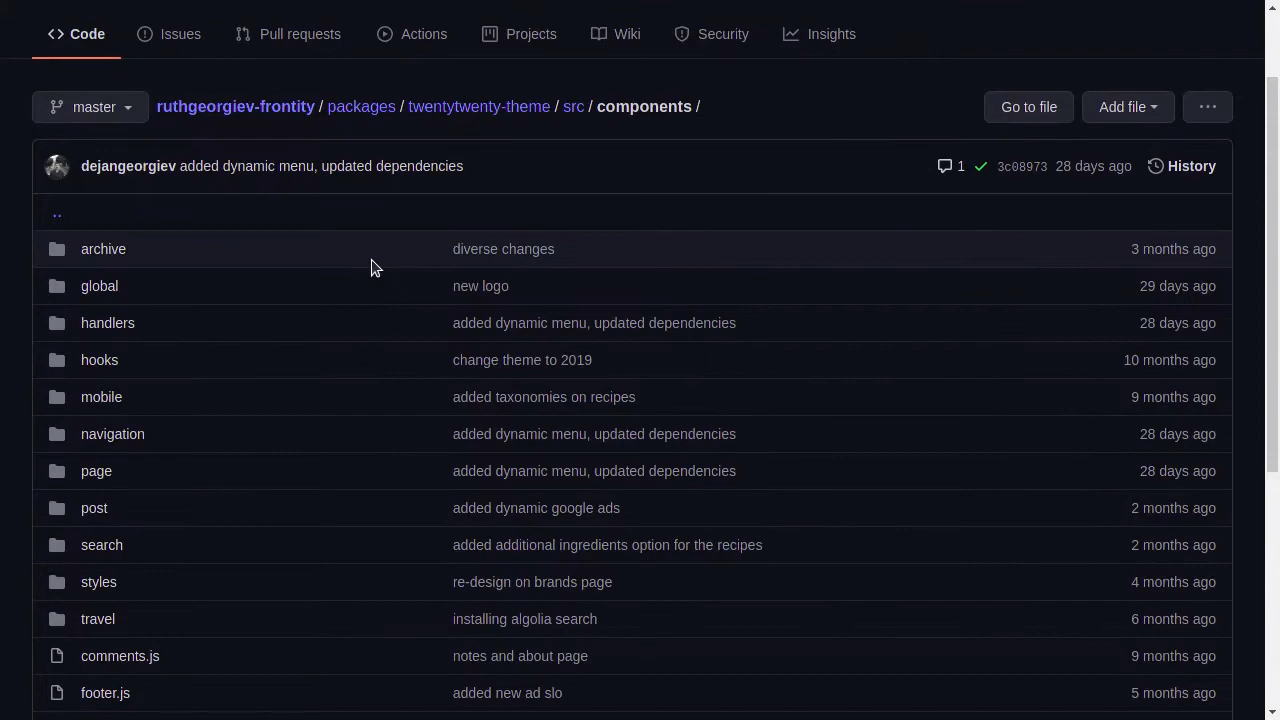 Code Issues Pull requests Actions Projects Wiki Security Insights
master ruthgeorgiev-frontity / packages / twentytwenty-theme / src / components / Go to file Add file ...
dejangeorgiev added dynamic menu, updated dependencies 1 3c08973 28 days ago History
..
archive diverse changes 3 months ago
global new logo 29 days ago
handlers added dynamic menu, updated dependencies 28 days ago
hooks change theme to 2019 10 months ago
mobile added taxonomies on recipes 9 months ago
navigation added dynamic menu, updated dependencies 28 days ago
page added dynamic menu, updated dependencies 28 days ago
post added dynamic google ads 2 months ago
search added additional ingredients option for the recipes 2 months ago
styles re-design on brands page 4 months ago
travel installing algolia search 6 months ago
comments.js notes and about page 9 months ago
footer.js added new ad slo 5 months ago